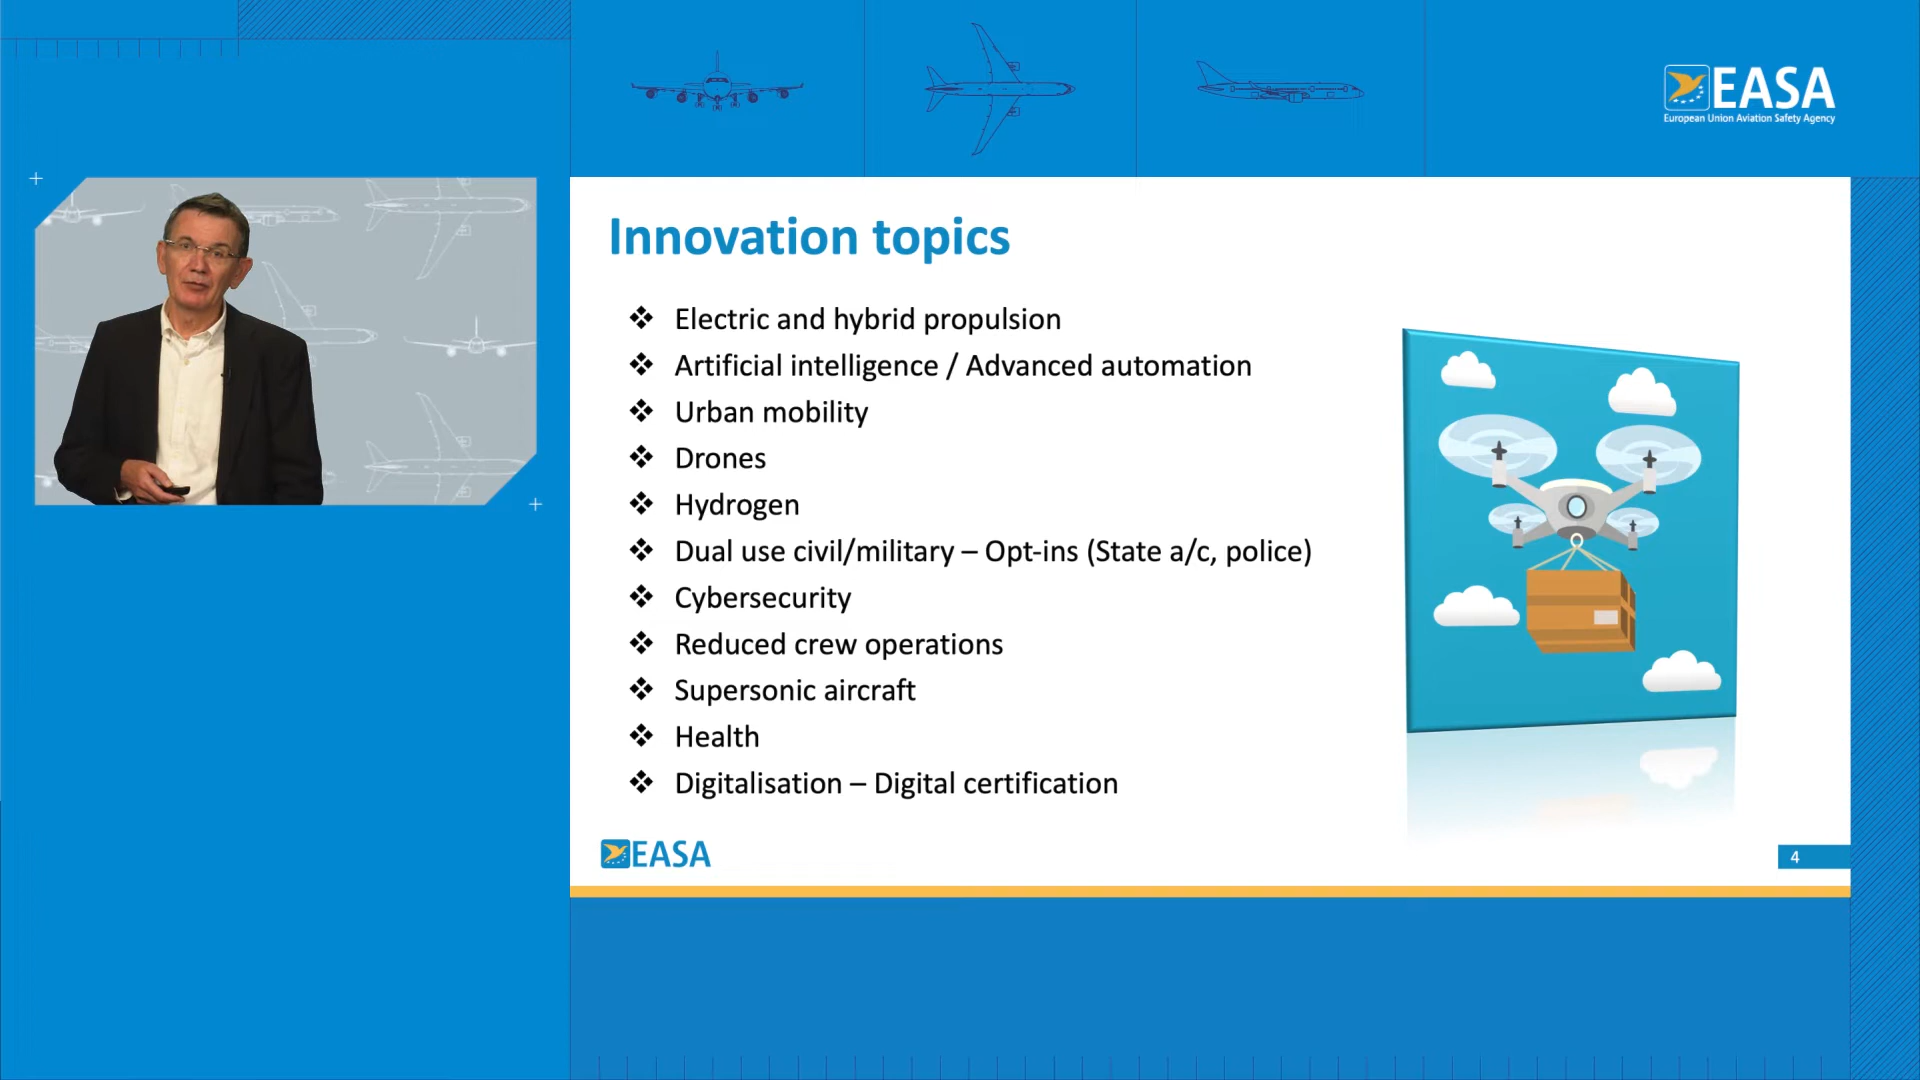 EASA
European Union Aviation Safety Agency
Innovation topics
Electric and hybrid propulsion
Artificial intelligence / Advanced automation
Urban mobility
Drones
Hydrogen
Dual use civil/military – Opt-ins (State a/c, police)
Cybersecurity
Reduced crew operations
Supersonic aircraft
Health
Digitalisation – Digital certification
EASA
4